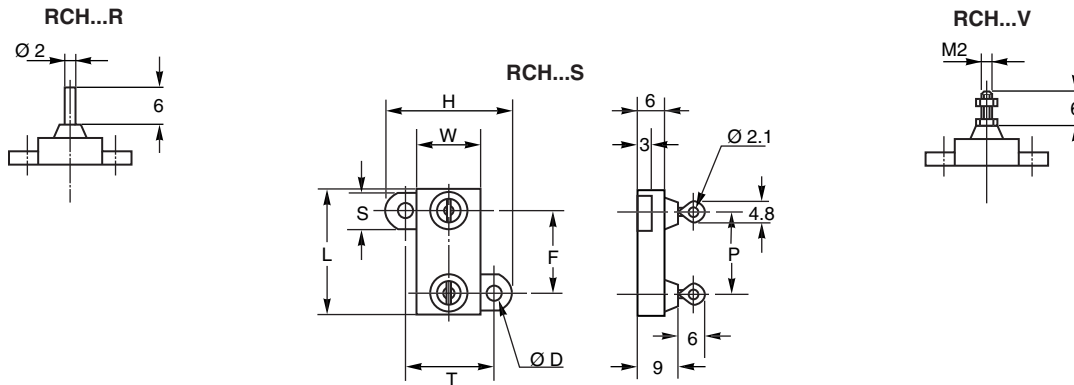 RCH...R
Ø 2
6
RCH...S
H
W
S
L
F
T
Ø D
6
3
Ø 2.1
4.8
P
6
9
RCH...V
M2
6